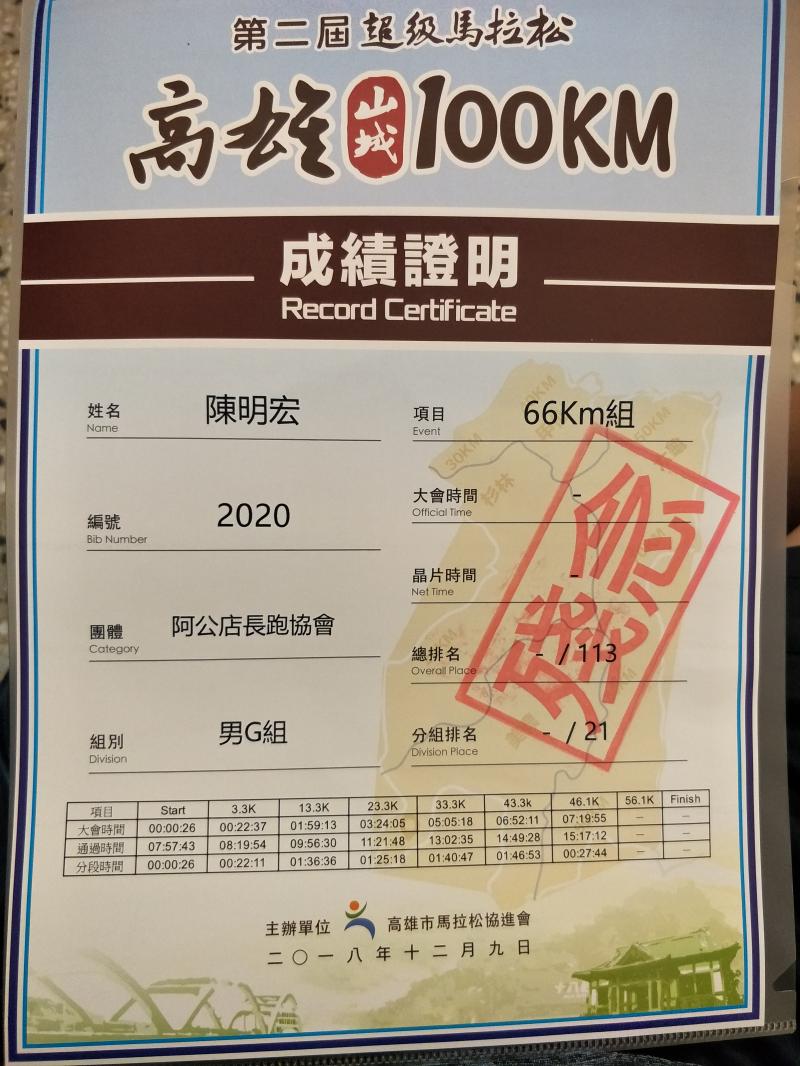 第二屆超級馬拉松
高雄山城100KM
成績證明
Record Certificate
姓名 陳明宏
Name
項目 66Km組
Event
編號 2020
Bib Number
大會時間 -
Official Time
晶片時間 -
Net Time
團體 阿公店長跑協會
Category
總排名 - / 113
Overall Place
組別 男G組
Division
分組排名 - / 21
Division Place
殘念
30KM
杉林
50KM
項目 Start 3.3K 13.3K 23.3K 33.3K 43.3k 46.1K 56.1K Finish
大會時間 00:00:26 00:22:37 01:59:13 03:24:05 05:05:18 06:52:11 07:19:55 — —
通過時間 07:57:43 08:19:54 09:56:30 11:21:48 13:02:35 14:49:28 15:17:12 — —
分段時間 00:00:26 00:22:11 01:36:36 01:25:18 01:40:47 01:46:53 00:27:44 — —
主辦單位 高雄市馬拉松協進會
二〇一八年十二月九日